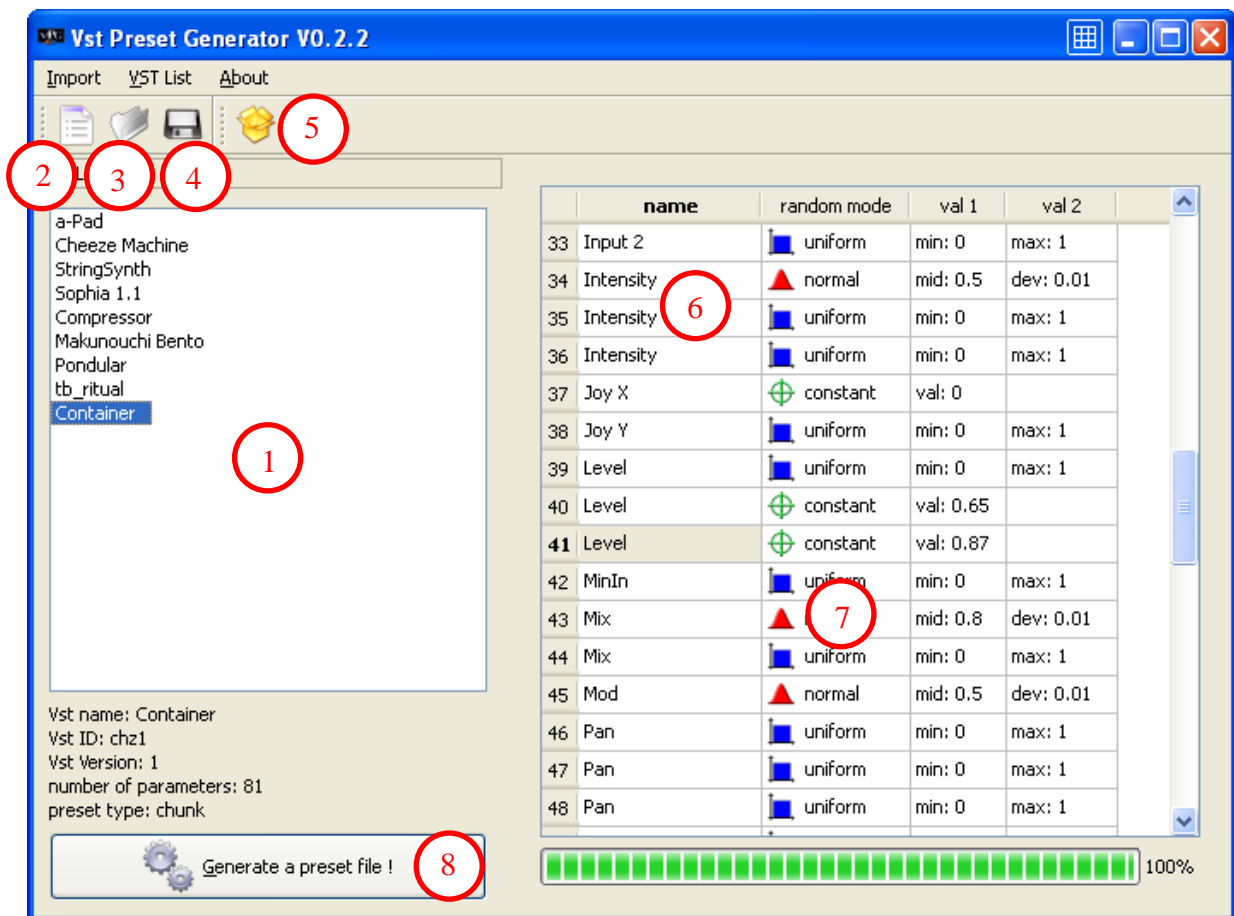 Vst Preset Generator V0.2.2
Import VST List About
5
2 L 3 4
a-Pad
Cheeze Machine
StringSynth
Sophia 1.1
Compressor
Makunouchi Bento
Pondular
tb_ritual
Container
1
Vst name: Container
Vst ID: chz1
Vst Version: 1
number of parameters: 81
preset type: chunk
Generate a preset file ! 8
name random mode val 1 val 2
33 Input 2 uniform min: 0 max: 1
34 Intensity normal mid: 0.5 dev: 0.01
6
35 Intensity uniform min: 0 max: 1
36 Intensity uniform min: 0 max: 1
37 Joy X constant val: 0
38 Joy Y uniform min: 0 max: 1
39 Level uniform min: 0 max: 1
40 Level constant val: 0.65
41 Level constant val: 0.87
42 MinIn uniform min: 0 max: 1
43 Mix 7 mid: 0.8 dev: 0.01
44 Mix uniform min: 0 max: 1
45 Mod normal mid: 0.5 dev: 0.01
46 Pan uniform min: 0 max: 1
47 Pan uniform min: 0 max: 1
48 Pan uniform min: 0 max: 1
100%